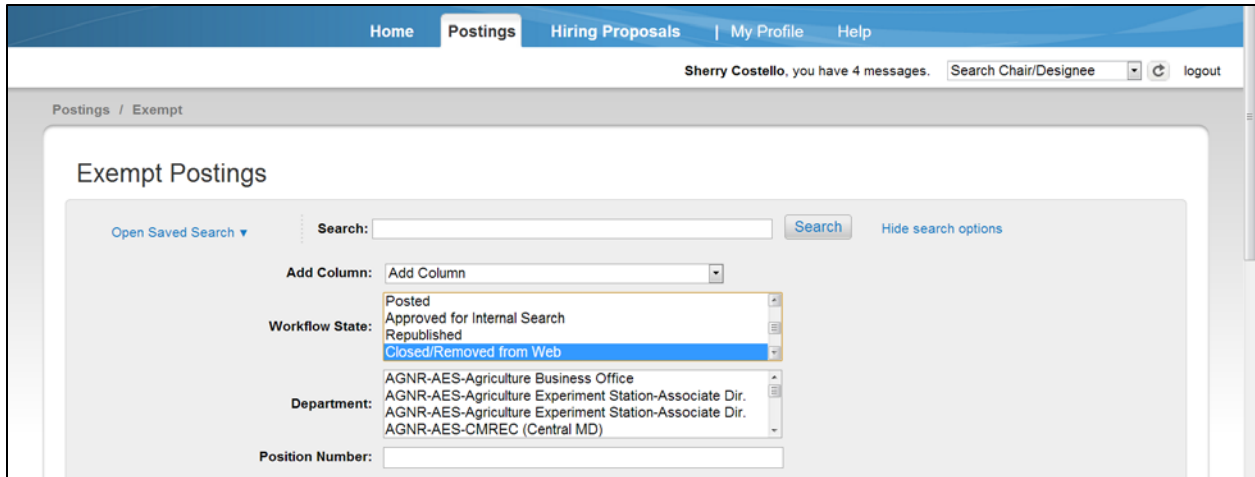 Home Postings Hiring Proposals | My Profile Help
Sherry Costello, you have 4 messages. Search Chair/Designee logout
Postings / Exempt
Exempt Postings
Open Saved Search ▼ Search: Search Hide search options
Add Column: Add Column
Workflow State: Posted
Approved for Internal Search
Republished
Closed/Removed from Web
Department: AGNR-AES-Agriculture Business Office
AGNR-AES-Agriculture Experiment Station-Associate Dir.
AGNR-AES-Agriculture Experiment Station-Associate Dir.
AGNR-AES-CMREC (Central MD)
Position Number: